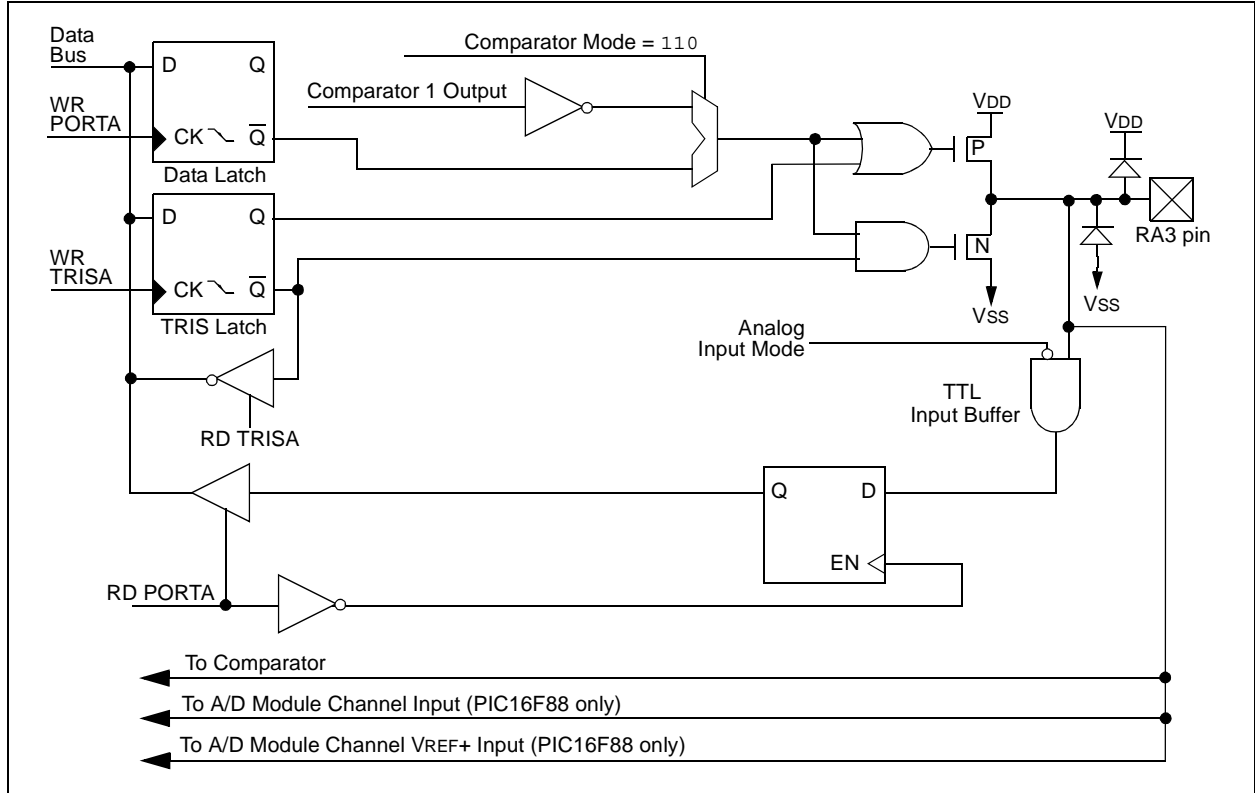 Data
Bus
D
Q
WR
PORTA
CK
Q
Data Latch
Comparator Mode = 110
Comparator 1 Output
VDD
P
VDD
RA3 pin
N
VSS
VSS
D
Q
WR
TRISA
CK
Q
TRIS Latch
Analog
Input Mode
TTL
Input Buffer
RD TRISA
Q
D
EN
RD PORTA
To Comparator
To A/D Module Channel Input (PIC16F88 only)
To A/D Module Channel VREF+ Input (PIC16F88 only)